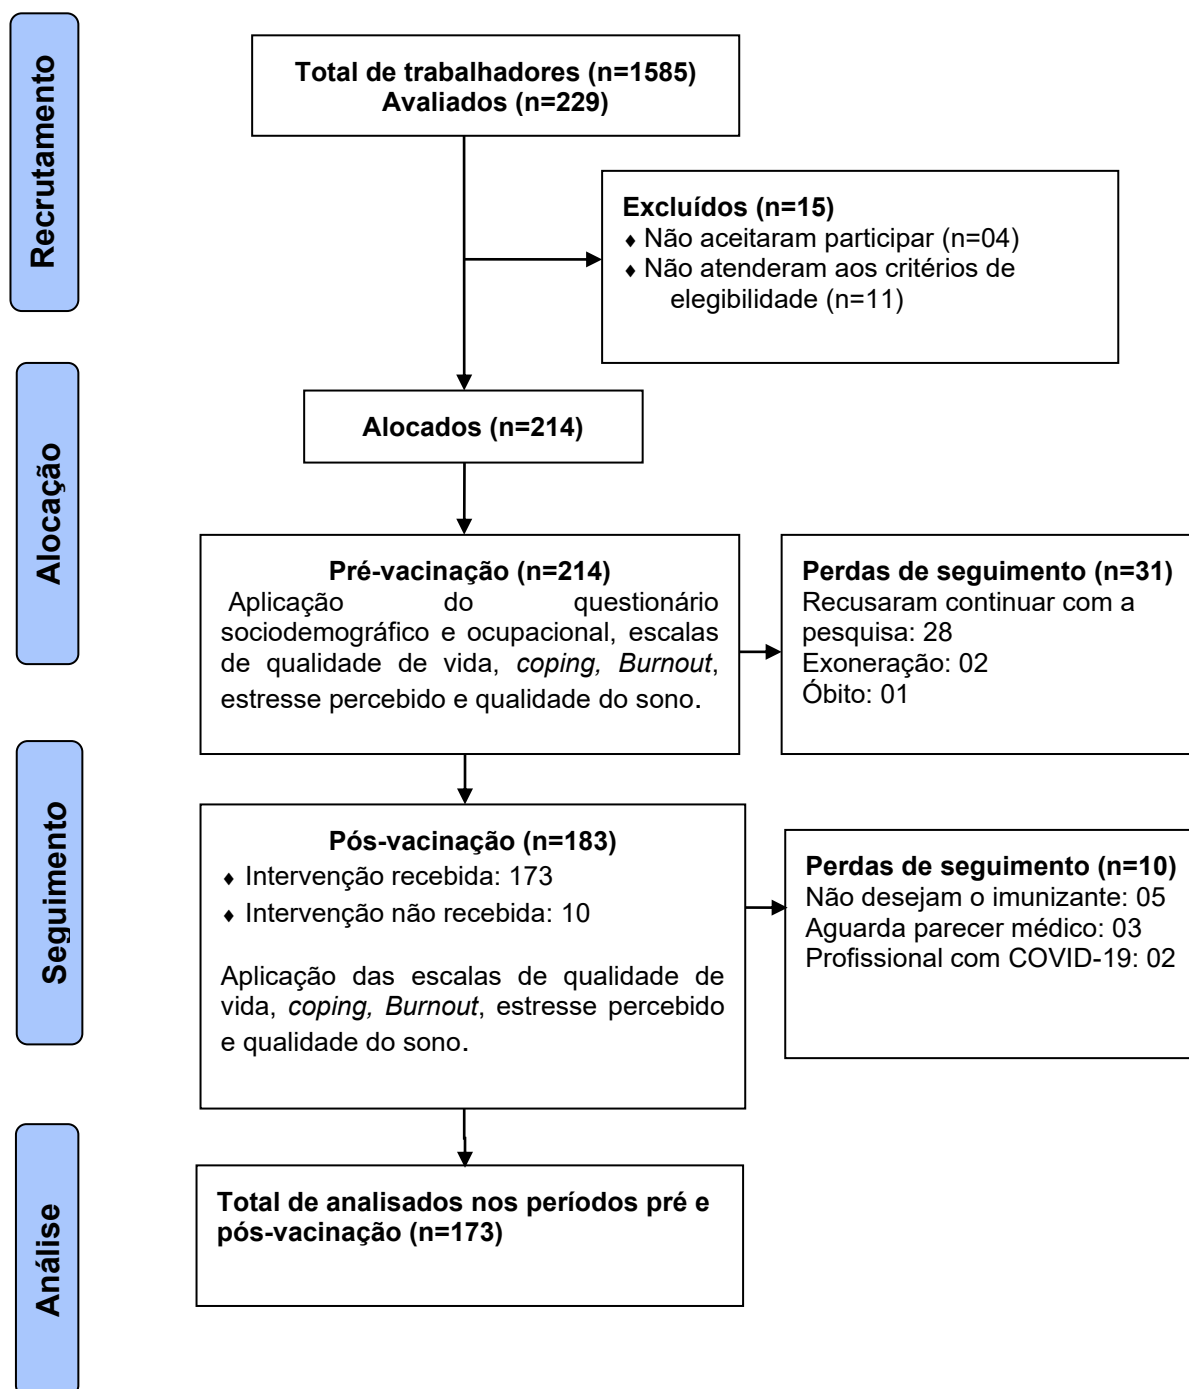 Recrutamento
Total de trabalhadores (n=1585)
Avaliados (n=229)
Excluídos (n=15)
♦ Não aceitaram participar (n=04)
♦ Não atenderam aos critérios de
elegibilidade (n=11)
Alocação
Alocados (n=214)
Pré-vacinação (n=214)
Aplicação do questionário
sociodemográfico e ocupacional, escalas
de qualidade de vida, coping, Burnout,
estresse percebido e qualidade do sono.
Perdas de seguimento (n=31)
Recusaram continuar com a
pesquisa: 28
Exoneração: 02
Óbito: 01
Seguimento
Pós-vacinação (n=183)
♦ Intervenção recebida: 173
♦ Intervenção não recebida: 10
Aplicação das escalas de qualidade de
vida, coping, Burnout, estresse percebido
e qualidade do sono.
Perdas de seguimento (n=10)
Não desejam o imunizante: 05
Aguarda parecer médico: 03
Profissional com COVID-19: 02
Análise
Total de analisados nos períodos pré e
pós-vacinação (n=173)